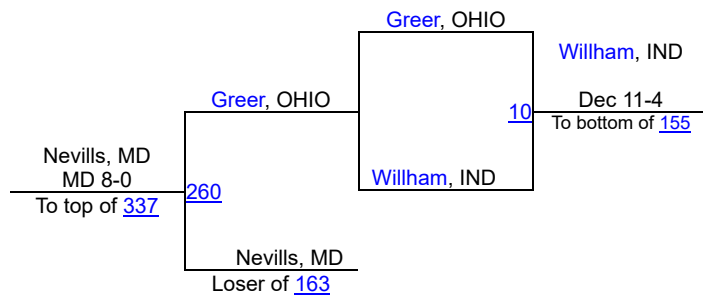 Greer, OHIO
Willham, IND
Greer, OHIO
10
Dec 11-4
To bottom of 155
Nevills, MD
MD 8-0
Willham, IND
To top of 337
260
Nevills, MD
Loser of 163